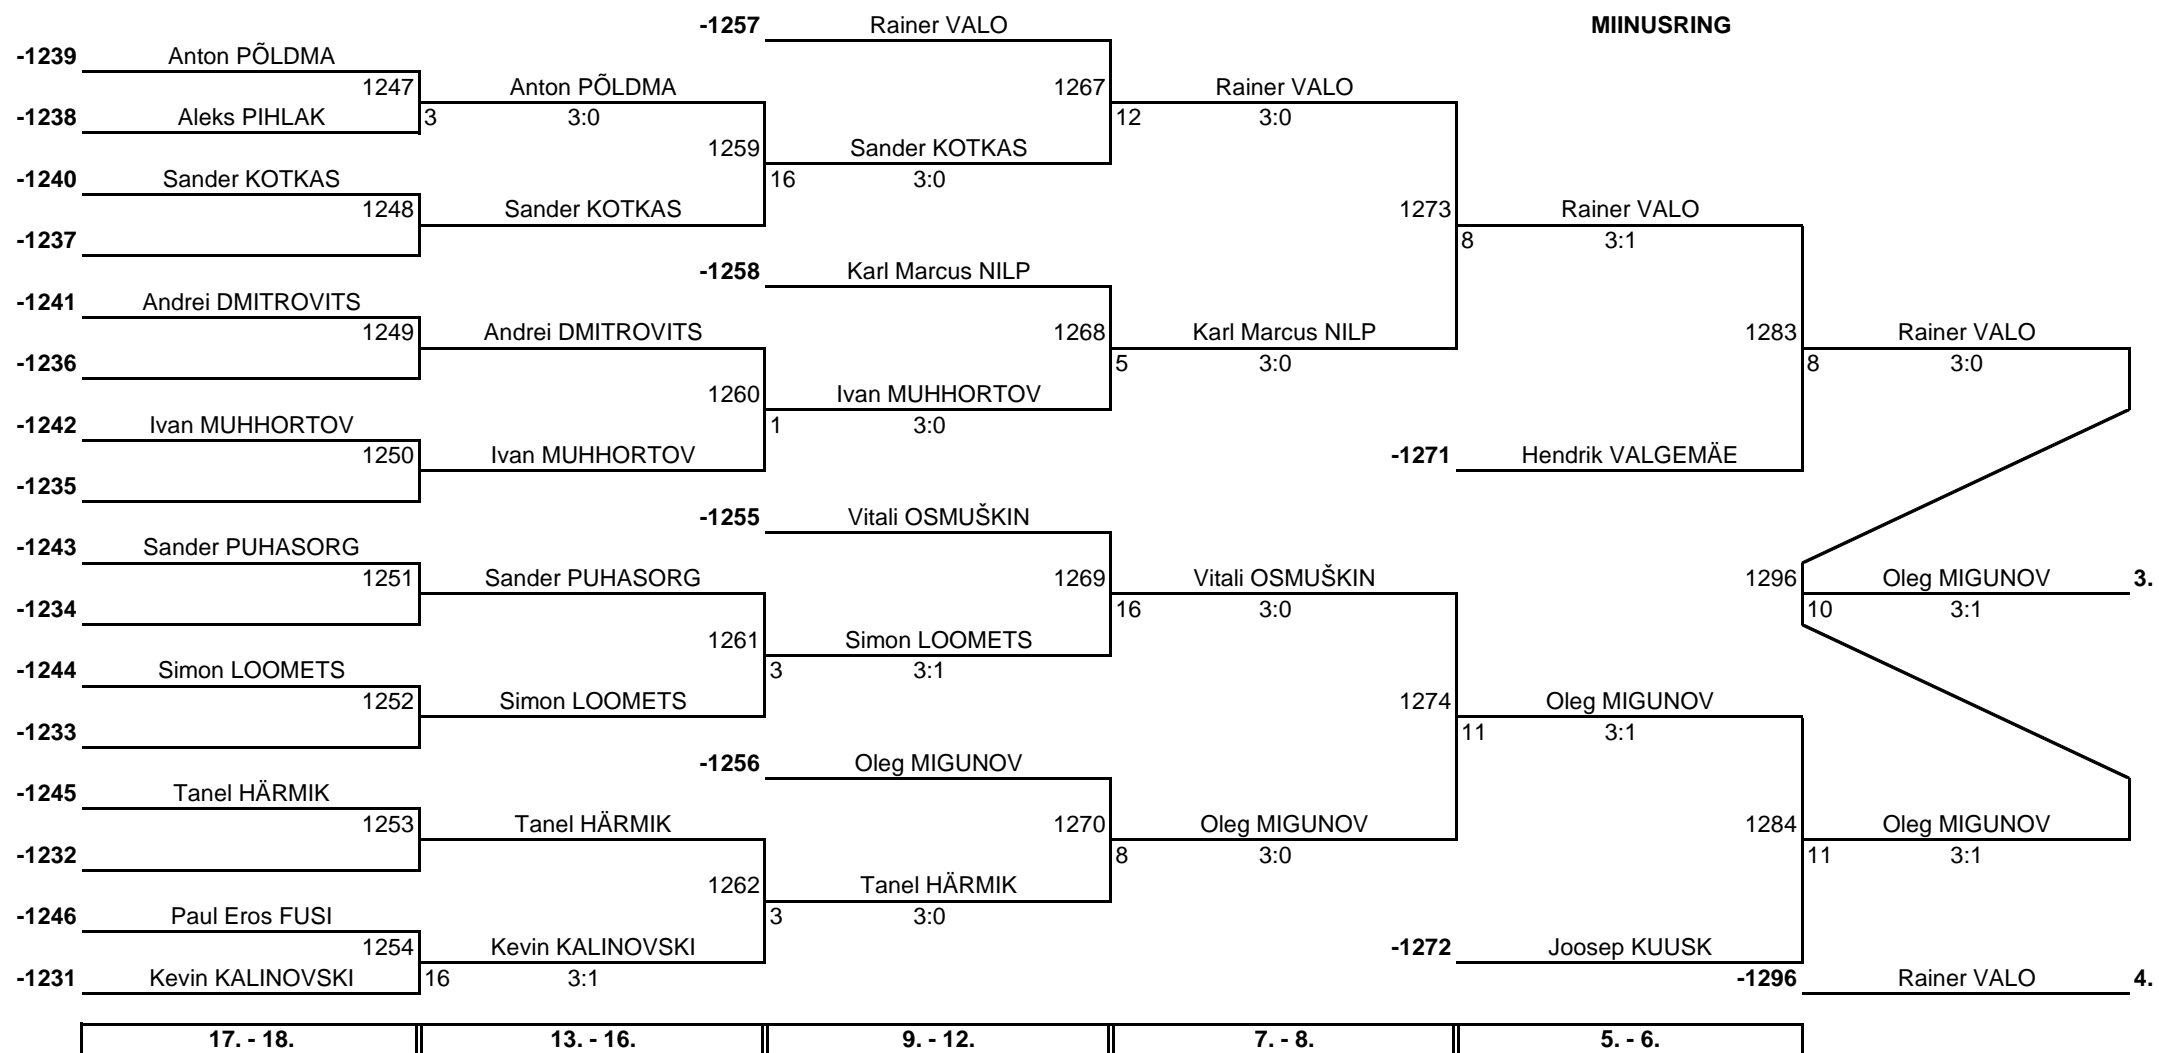 -1257 Rainer VALO MIINUSRING
-1239 Anton PÕLDMA
1247 Anton PÕLDMA 1267 Rainer VALO
-1238 Aleks PIHLAK 3 3:0 12 3:0
1259 Sander KOTKAS
-1240 Sander KOTKAS 16 3:0
1248 Sander KOTKAS 1273 Rainer VALO
-1237 8 3:1
-1258 Karl Marcus NILP
-1241 Andrei DMITROVITS
1249 Andrei DMITROVITS 1268 Karl Marcus NILP 1283 Rainer VALO
-1236 5 3:0 8 3:0
1260 Ivan MUHHORTOV
-1242 Ivan MUHHORTOV 1 3:0
1250 Ivan MUHHORTOV -1271 Hendrik VALGEMÄE
-1235
-1255 Vitali OSMUŠKIN
-1243 Sander PUHASORG
1251 Sander PUHASORG 1269 Vitali OSMUŠKIN 1296 Oleg MIGUNOV 3.
-1234 16 3:0 10 3:1
1261 Simon LOOMETS
-1244 Simon LOOMETS 3 3:1
1252 Simon LOOMETS 1274 Oleg MIGUNOV
-1233 11 3:1
-1256 Oleg MIGUNOV
-1245 Tanel HÄRMIK
1253 Tanel HÄRMIK 1270 Oleg MIGUNOV 1284 Oleg MIGUNOV
-1232 8 3:0 11 3:1
1262 Tanel HÄRMIK
-1246 Paul Eros FUSI 3 3:0
1254 Kevin KALINOVSKI -1272 Joosep KUUSK
-1231 Kevin KALINOVSKI 16 3:1 -1296 Rainer VALO 4.
17. - 18. 13. - 16. 9. - 12. 7. - 8. 5. - 6.